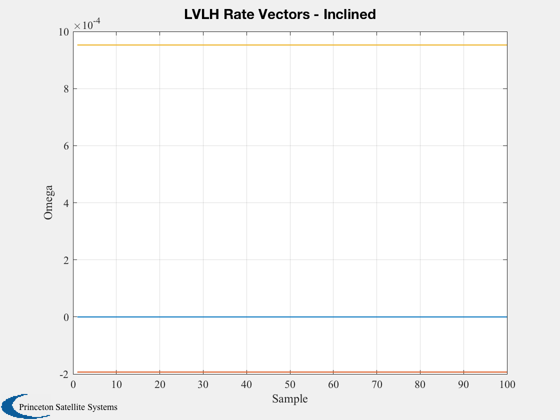 LVLH Rate Vectors - Inclined
×10⁻⁴
10
8
6
4
2
0
-2
Omega
0 10 20 30 40 50 60 70 80 90 100
Sample
Princeton Satellite Systems